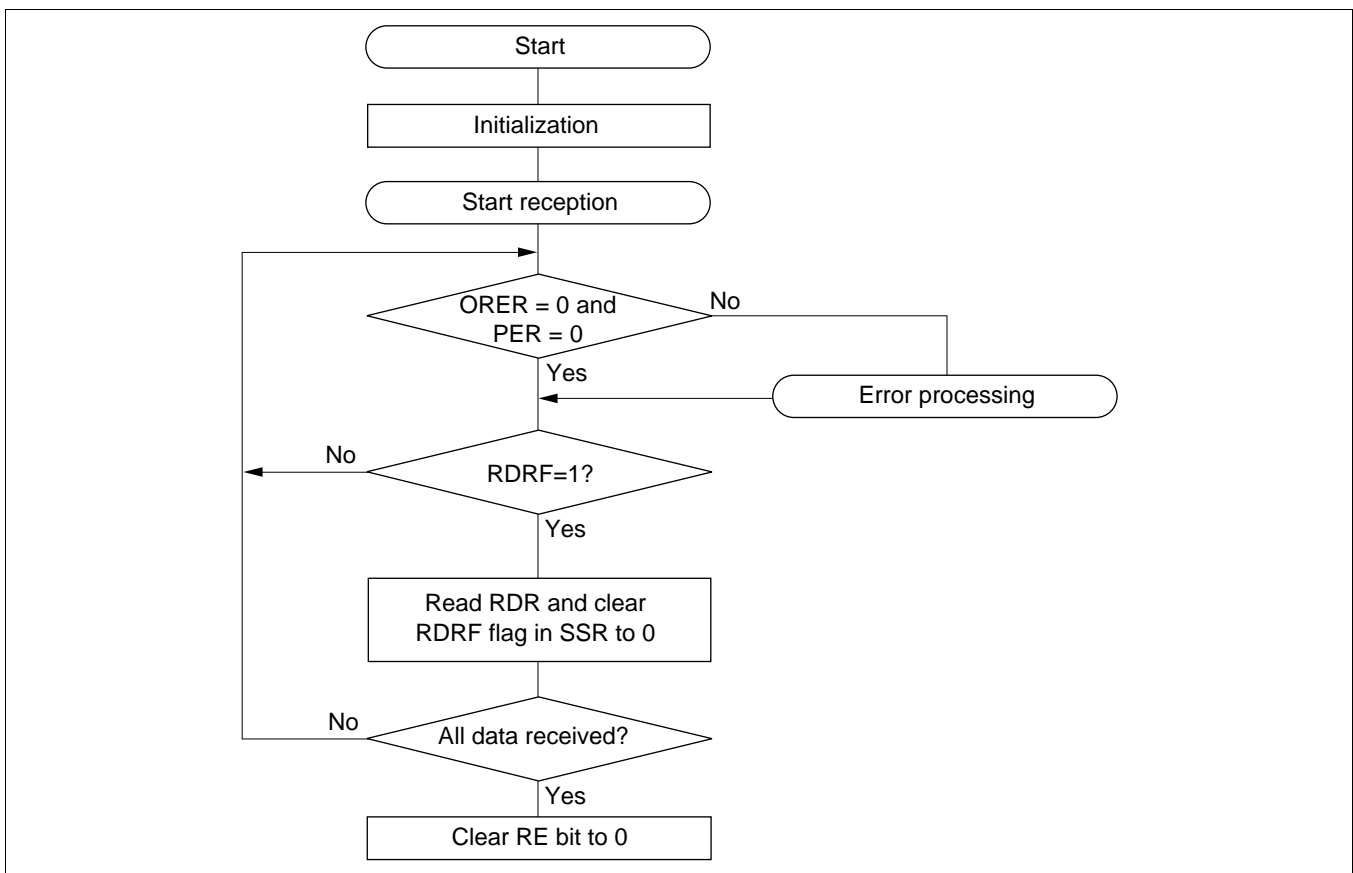 Start
Initialization
Start reception
ORER = 0 and
PER = 0
No
Yes
Error processing
No
RDRF=1?
Yes
Read RDR and clear
RDRF flag in SSR to 0
No
All data received?
Yes
Clear RE bit to 0